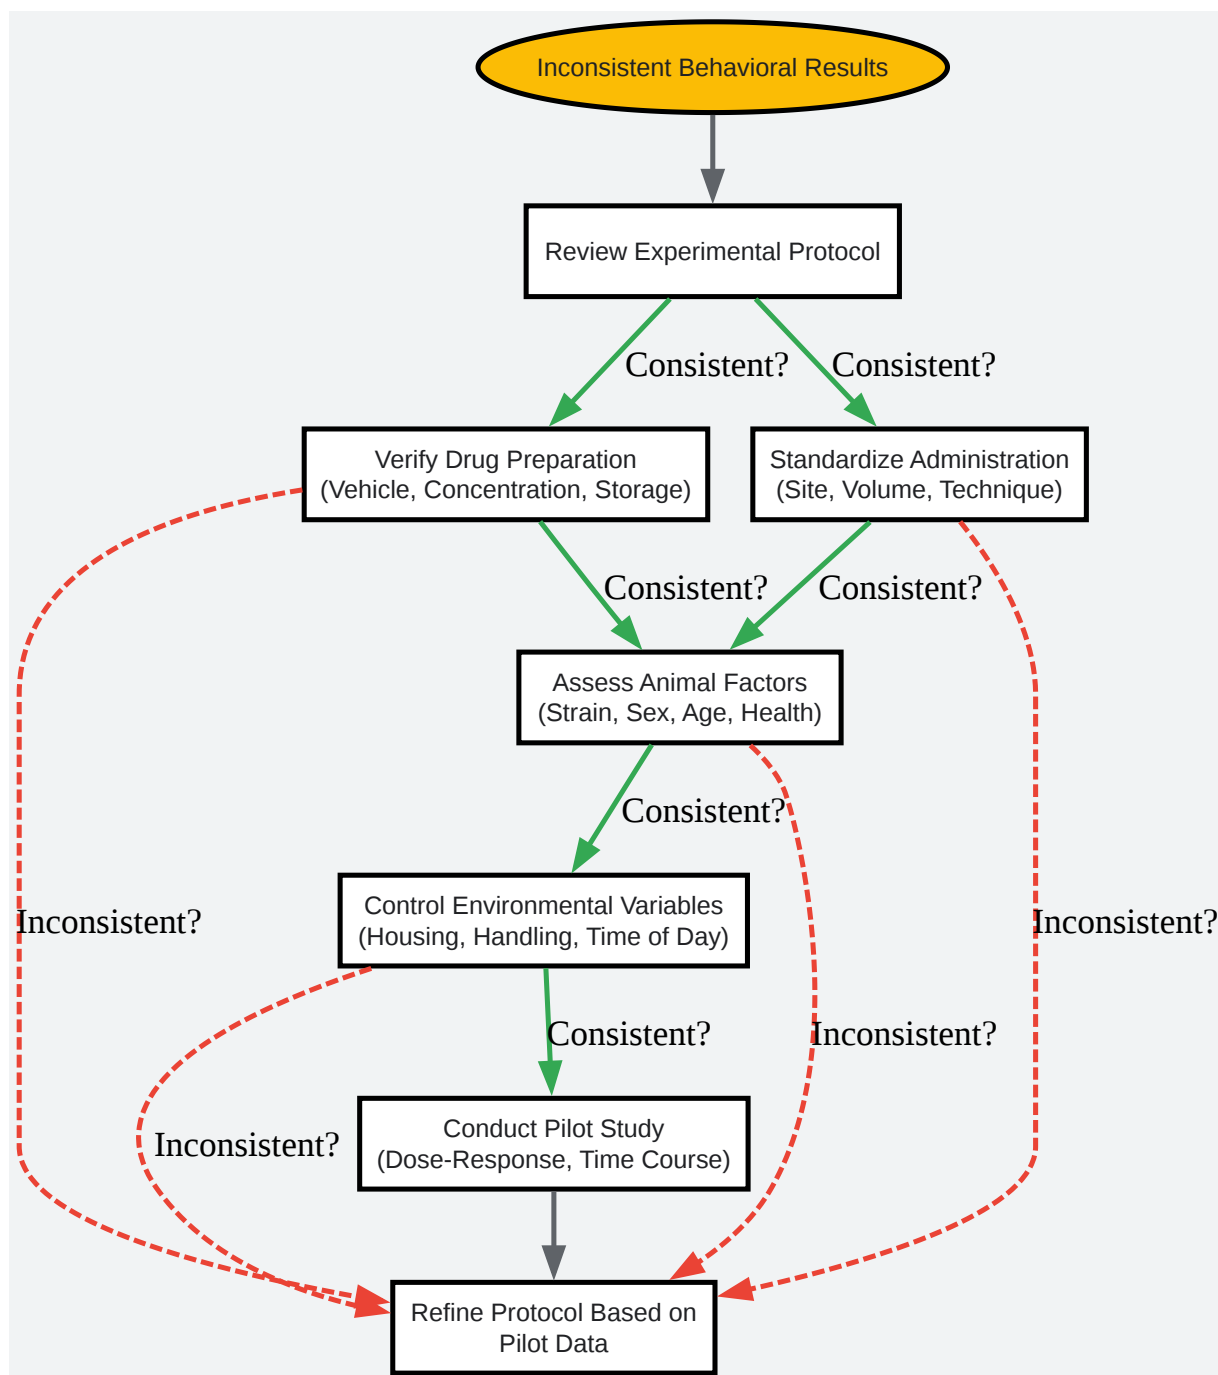 Inconsistent Behavioral Results
Review Experimental Protocol
Consistent?
Consistent?
Verify Drug Preparation
(Vehicle, Concentration, Storage)
Standardize Administration
(Site, Volume, Technique)
Consistent?
Consistent?
Assess Animal Factors
(Strain, Sex, Age, Health)
Consistent?
Control Environmental Variables
(Housing, Handling, Time of Day)
Inconsistent?
Inconsistent?
Consistent?
Inconsistent?
Conduct Pilot Study
(Dose-Response, Time Course)
Inconsistent?
Refine Protocol Based on
Pilot Data